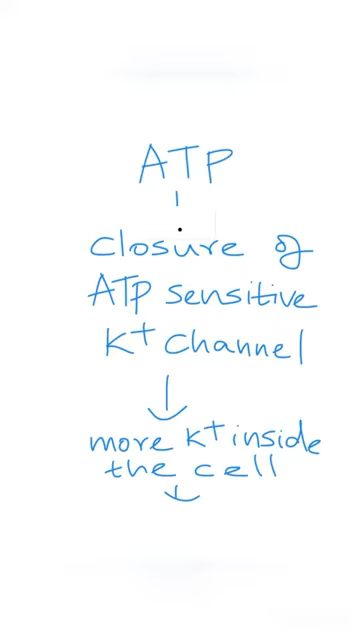 ATP
closure of
ATP sensitive
K+ channel
more K+ inside
the cell